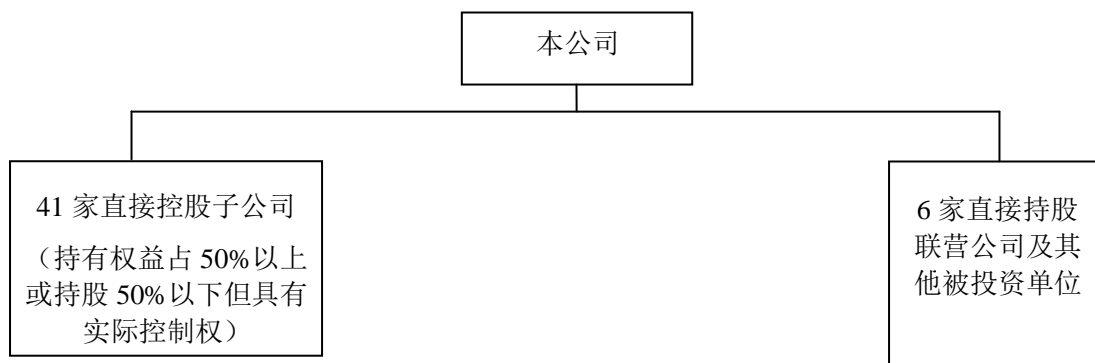 本公司
41 家直接控股子公司
（持有权益占 50%以上
或持股 50%以下但具有
实际控制权）
6 家直接持股
联营公司及其
他被投资单位